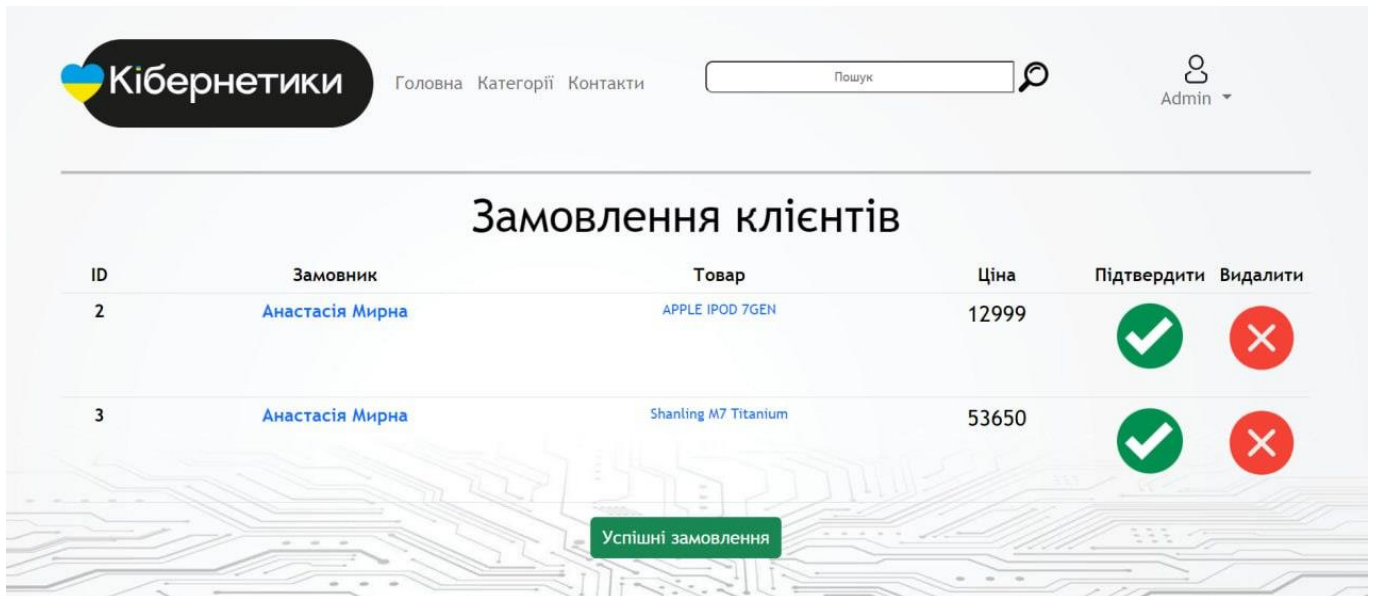 Кібернетики
Головна Категорії Контакти
Пошук
Admin
Замовлення клієнтів
ID Замовник Товар Ціна Підтвердити Видалити
2 Анастасія Мирна APPLE IPOD 7GEN 12999
3 Анастасія Мирна Shanling M7 Titanium 53650
Успішні замовлення